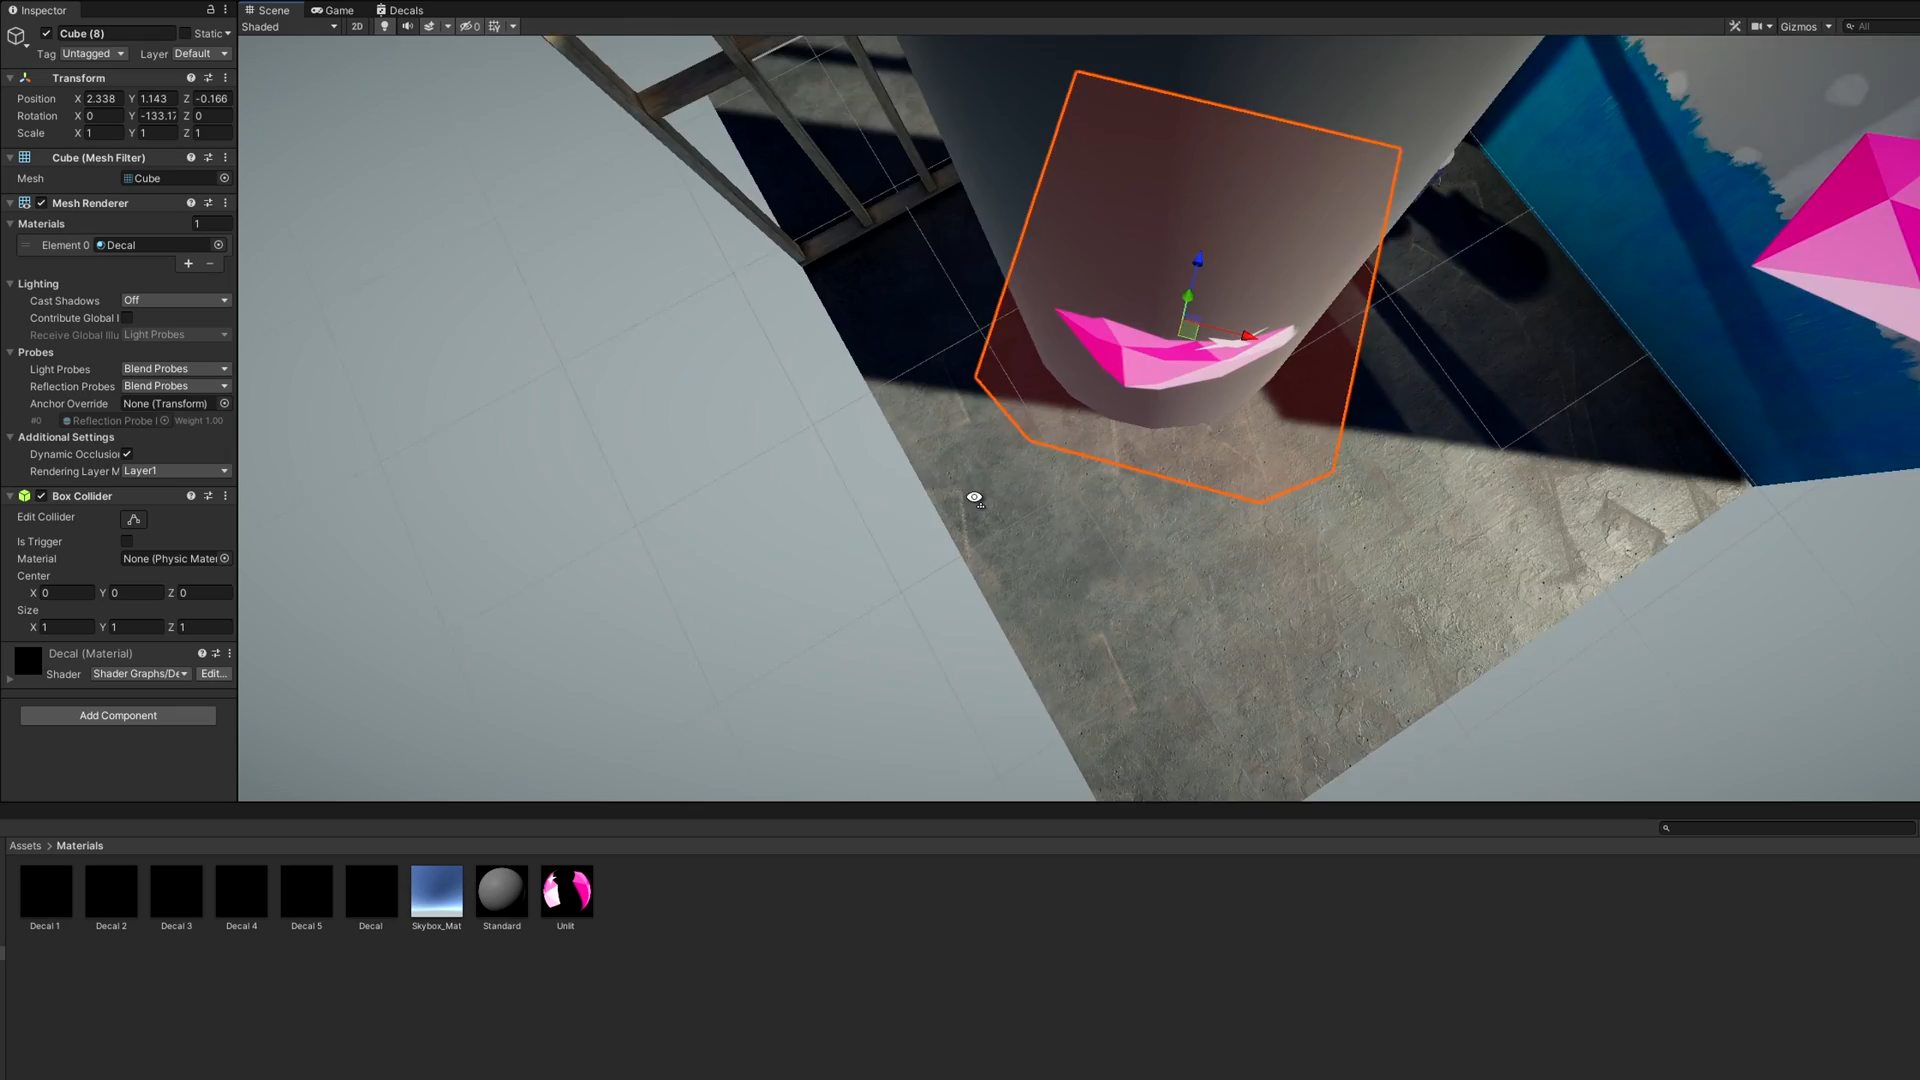 Inspector
Scene
Game
Decals
Cube (8)
Static
Shaded
2D
0
Gizmos
All
Tag Untagged Layer Default
Transform
Position X 2.338 Y 1.143 Z -0.166
Rotation X 0 Y -133.17 Z 0
Scale X 1 Y 1 Z 1
Cube (Mesh Filter)
Mesh Cube
Mesh Renderer
Materials 1
Element 0 Decal
+ −
Lighting
Cast Shadows Off
Contribute Global I
Receive Global Illu Light Probes
Probes
Light Probes Blend Probes
Reflection Probes Blend Probes
Anchor Override None (Transform)
#0 Reflection Probe Weight 1.00
Additional Settings
Dynamic Occlusio
Rendering Layer M Layer1
Box Collider
Edit Collider
Is Trigger
Material None (Physic Mater
Center
X 0 Y 0 Z 0
Size
X 1 Y 1 Z 1
Decal (Material)
Shader Shader Graphs/De Edit...
Add Component
Assets > Materials
Decal 1 Decal 2 Decal 3 Decal 4 Decal 5 Decal Skybox_Mat Standard Unlit